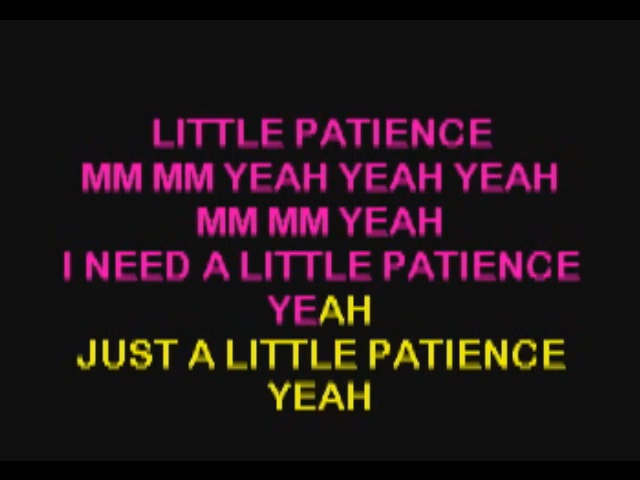 LITTLE PATIENCE
MM MM YEAH YEAH YEAH
MM MM YEAH
I NEED A LITTLE PATIENCE
YEAH
JUST A LITTLE PATIENCE
YEAH